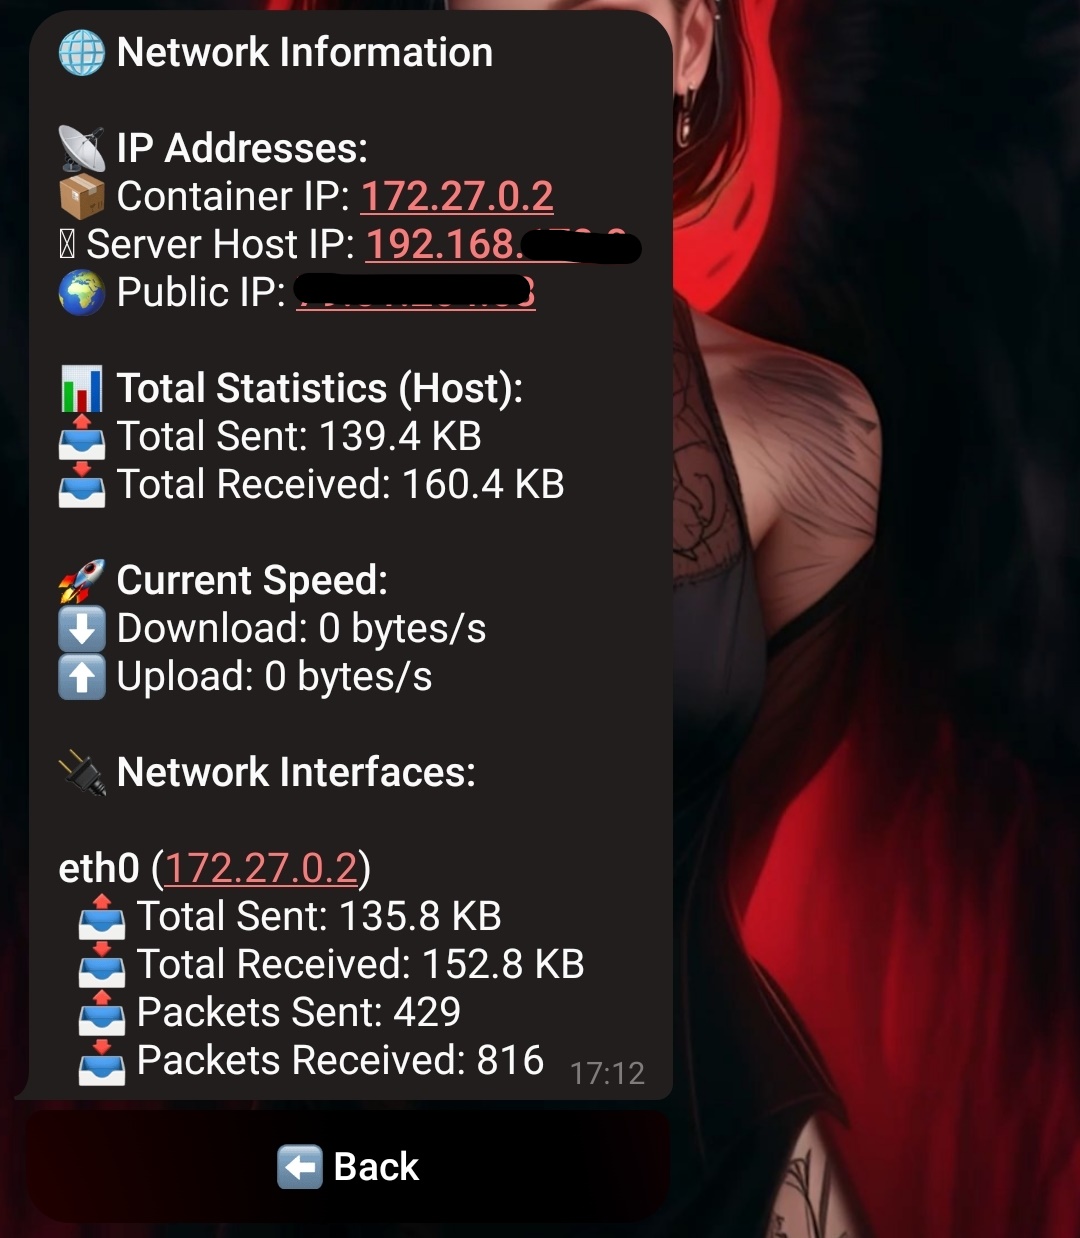 🌐 Network Information
📡 IP Addresses:
📦 Container IP: 172.27.0.2
Server Host IP: 192.168.
🌍 Public IP:
📊 Total Statistics (Host):
📤 Total Sent: 139.4 KB
📥 Total Received: 160.4 KB
🚀 Current Speed:
⬇️ Download: 0 bytes/s
⬆️ Upload: 0 bytes/s
🔌 Network Interfaces:
eth0 (172.27.0.2)
📤 Total Sent: 135.8 KB
📥 Total Received: 152.8 KB
📤 Packets Sent: 429
📥 Packets Received: 816
17:12
⬅️ Back